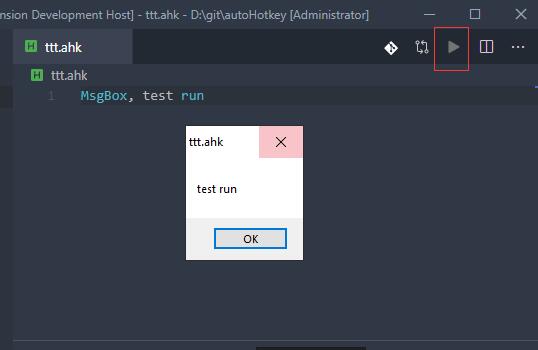 nsion Development Host] - ttt.ahk - D:\git\autoHotkey [Administrator]
H ttt.ahk
H ttt.ahk
1 MsgBox, test run
ttt.ahk
test run
OK